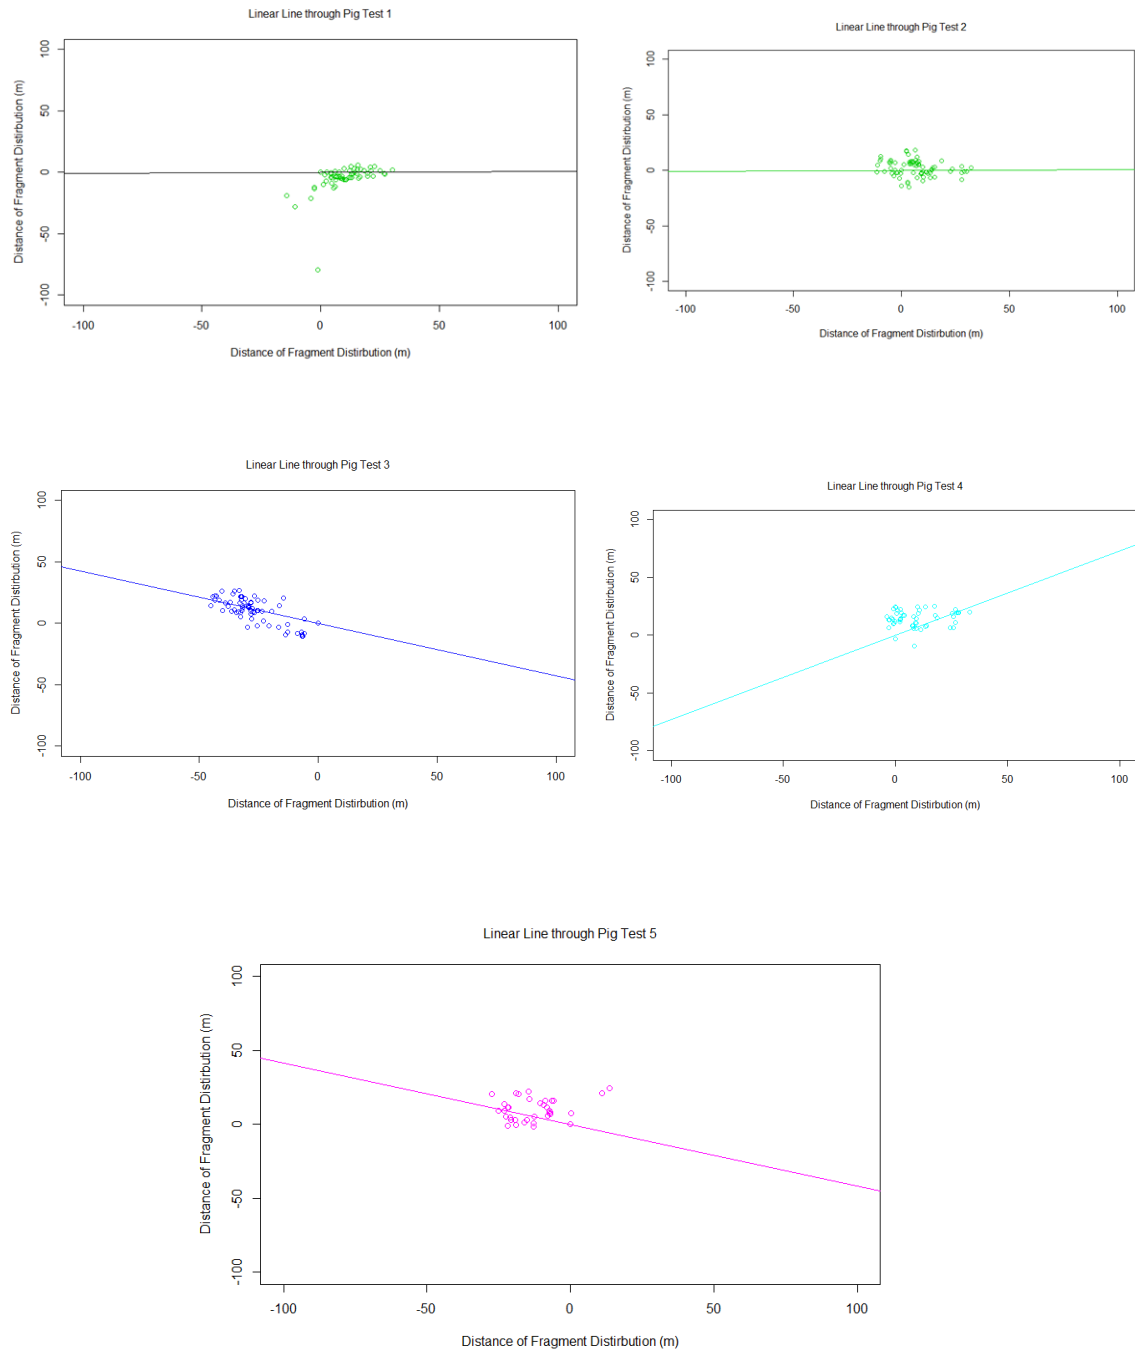 Linear Line through Pig Test 1
Distance of Fragment Distirbution (m)
100
50
0
-50
-100
-100 -50 0 50 100
Distance of Fragment Distirbution (m)
Linear Line through Pig Test 2
Distance of Fragment Distirbution (m)
100
50
0
-50
-100
-100 -50 0 50 100
Distance of Fragment Distirbution (m)
Linear Line through Pig Test 3
Distance of Fragment Distirbution (m)
100
50
0
-50
-100
-100 -50 0 50 100
Distance of Fragment Distirbution (m)
Linear Line through Pig Test 4
Distance of Fragment Distirbution (m)
100
50
0
-50
-100
-100 -50 0 50 100
Distance of Fragment Distirbution (m)
Linear Line through Pig Test 5
Distance of Fragment Distirbution (m)
100
50
0
-50
-100
-100 -50 0 50 100
Distance of Fragment Distirbution (m)